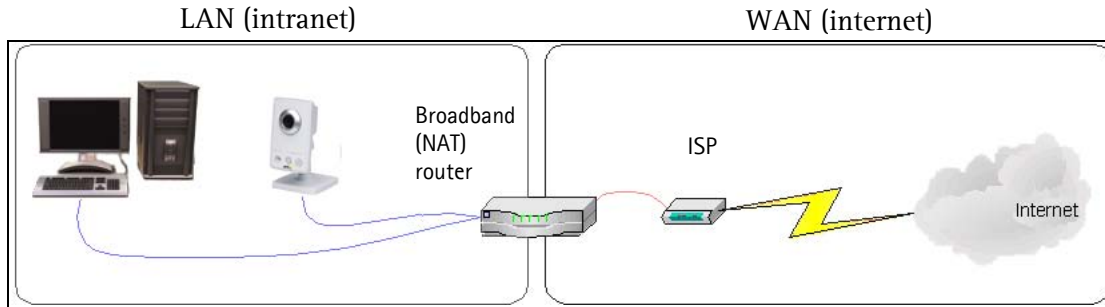 LAN (intranet)
WAN (internet)
Broadband
(NAT)
router
ISP
Internet